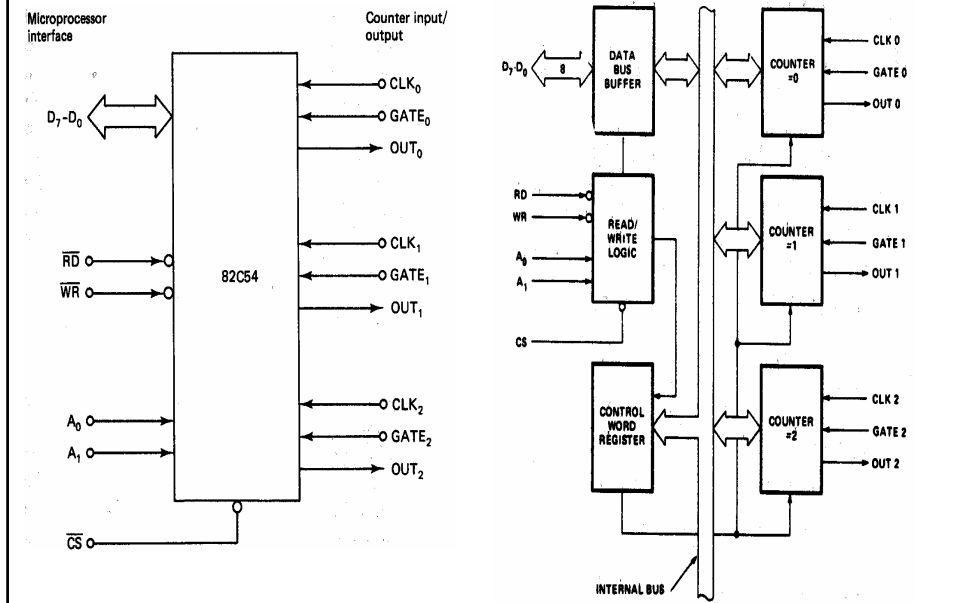 Microprocessor
interface
Counter input/
output
D₇-D₀
RD
WR
A₀
A₁
CS
82C54
CLK₀
GATE₀
OUT₀
CLK₁
GATE₁
OUT₁
CLK₂
GATE₂
OUT₂
D₇-D₀
8
DATA
BUS
BUFFER
RD
WR
A₀
A₁
CS
READ/
WRITE
LOGIC
CONTROL
WORD
REGISTER
INTERNAL BUS
COUNTER
=0
CLK 0
GATE 0
OUT 0
COUNTER
=1
CLK 1
GATE 1
OUT 1
COUNTER
=2
CLK 2
GATE 2
OUT 2